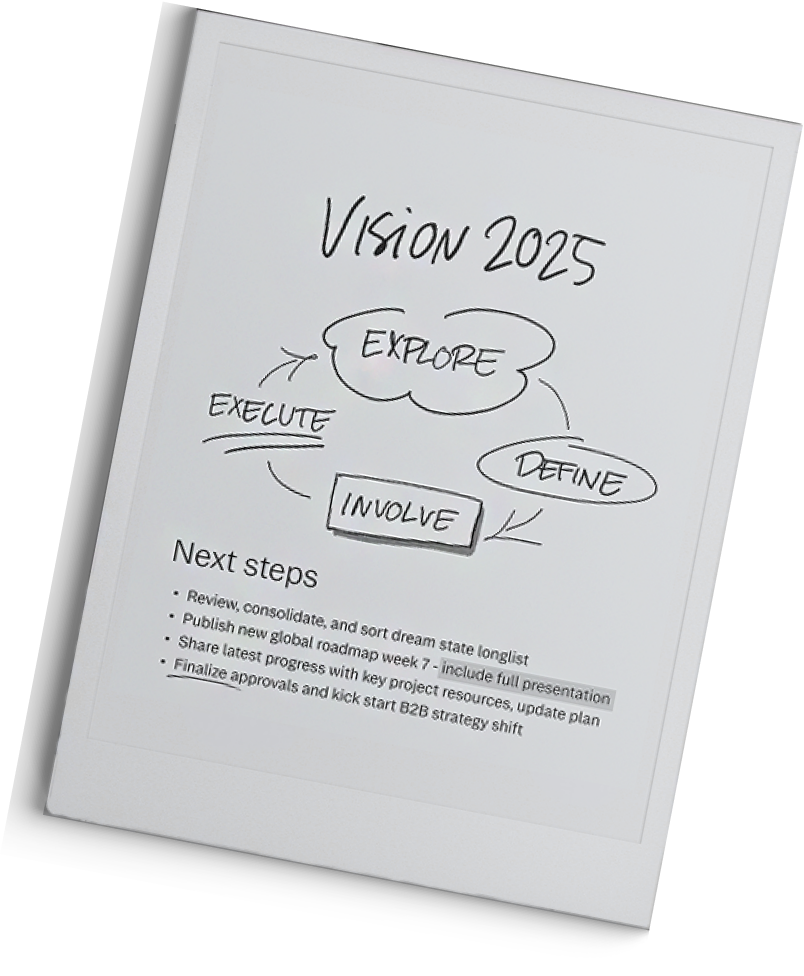 Vision 2025
EXPLORE
EXECUTE
DEFINE
INVOLVE
Next steps
• Review, consolidate, and sort dream state longlist
• Publish new global roadmap week 7 - include full presentation
• Share latest progress with key project resources, update plan
• Finalize approvals and kick start B2B strategy shift